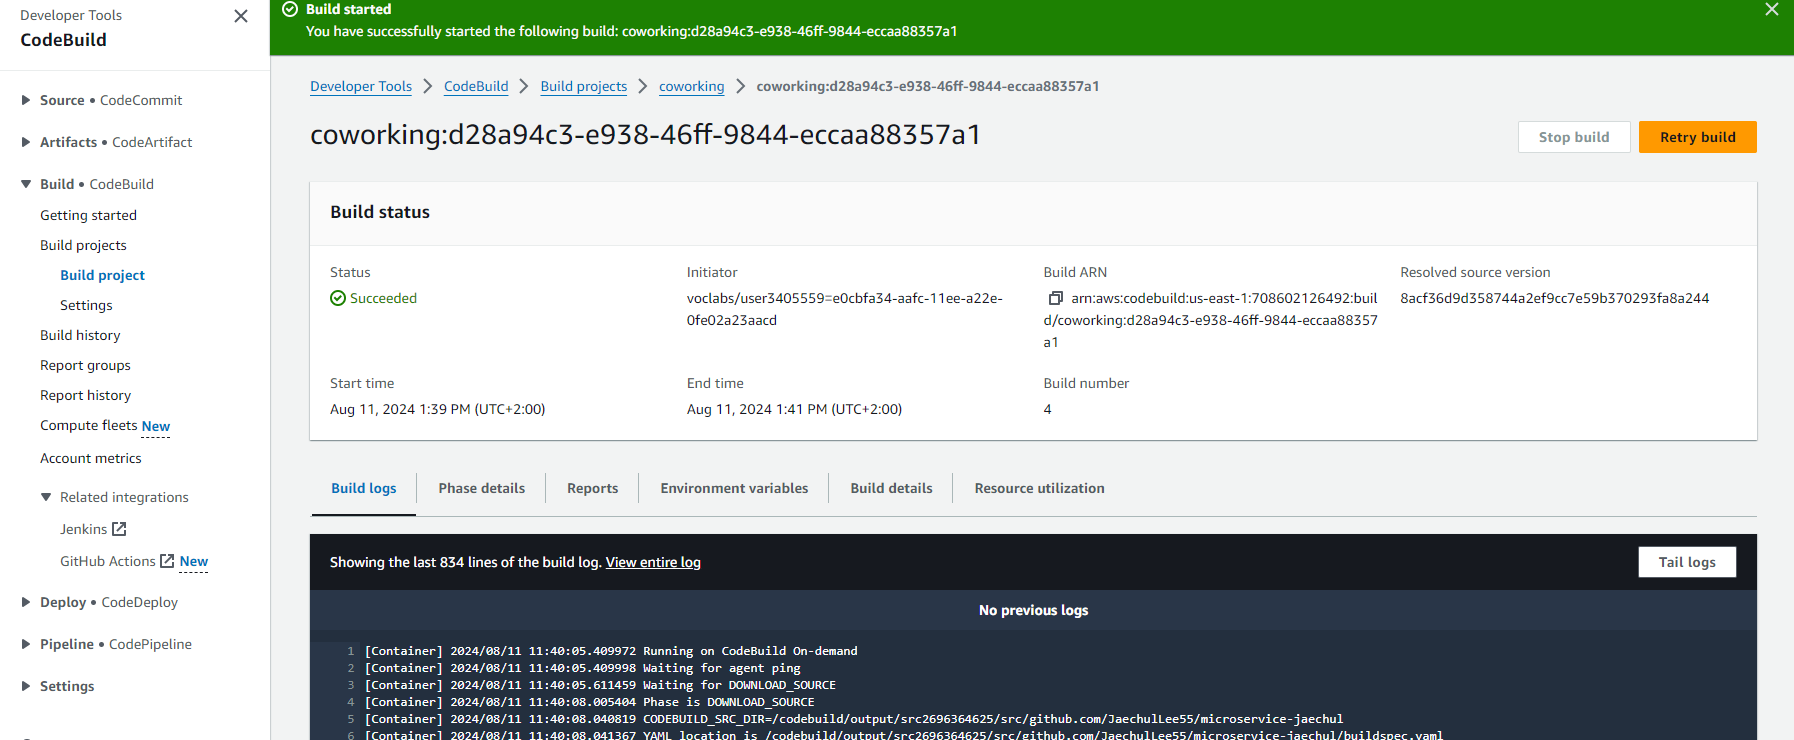 Developer Tools
CodeBuild
Source • CodeCommit
Artifacts • CodeArtifact
Build • CodeBuild
Getting started
Build projects
Build project
Settings
Build history
Report groups
Report history
Compute fleets New
Account metrics
Related integrations
Jenkins
GitHub Actions New
Deploy • CodeDeploy
Pipeline • CodePipeline
Settings
Build started
You have successfully started the following build: coworking:d28a94c3-e938-46ff-9844-eccaa88357a1
Developer Tools > CodeBuild > Build projects > coworking > coworking:d28a94c3-e938-46ff-9844-eccaa88357a1
coworking:d28a94c3-e938-46ff-9844-eccaa88357a1
Stop build
Retry build
Build status
Status
Succeeded
Initiator
voclabs/user3405559=e0cbfa34-aafc-11ee-a22e-
0fe02a23aacd
Build ARN
arn:aws:codebuild:us-east-1:708602126492:buil
d/coworking:d28a94c3-e938-46ff-9844-eccaa88357
a1
Resolved source version
8acf36d9d358744a2ef9cc7e59b370293fa8a244
Start time
Aug 11, 2024 1:39 PM (UTC+2:00)
End time
Aug 11, 2024 1:41 PM (UTC+2:00)
Build number
4
Build logs
Phase details
Reports
Environment variables
Build details
Resource utilization
Showing the last 834 lines of the build log. View entire log
Tail logs
No previous logs
1 [Container] 2024/08/11 11:40:05.409972 Running on CodeBuild On-demand
2 [Container] 2024/08/11 11:40:05.409998 Waiting for agent ping
3 [Container] 2024/08/11 11:40:05.611459 Waiting for DOWNLOAD_SOURCE
4 [Container] 2024/08/11 11:40:08.005404 Phase is DOWNLOAD_SOURCE
5 [Container] 2024/08/11 11:40:08.040819 CODEBUILD_SRC_DIR=/codebuild/output/src2696364625/src/github.com/JaechulLee55/microservice-jaechul
6 [Container] 2024/08/11 11:40:08.041367 YAML location is /codebuild/output/src2696364625/src/github.com/JaechulLee55/microservice-jaechul/buildspec.yaml